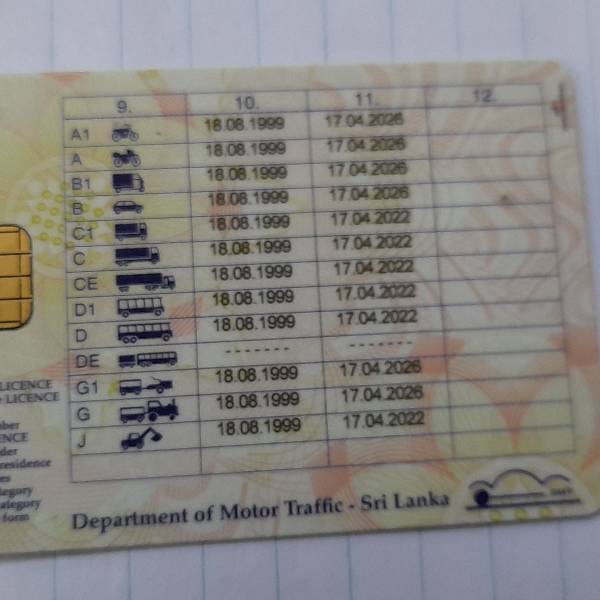 9. 10. 11. 12.
A1 18.08.1999 17.04.2026
A 18.08.1999 17.04.2026
B1 18.08.1999 17.04.2026
B 18.08.1999 17.04.2026
C1 18.08.1999 17.04.2022
C 18.08.1999 17.04.2022
CE 18.08.1999 17.04.2022
D1 18.08.1999 17.04.2022
D 18.08.1999 17.04.2022
DE - - - - - - - - - - - - - -
G1 18.08.1999 17.04.2026
G 18.08.1999 17.04.2026
J 18.08.1999 17.04.2022
LICENCE
LICENCE
residence
Department of Motor Traffic - Sri Lanka